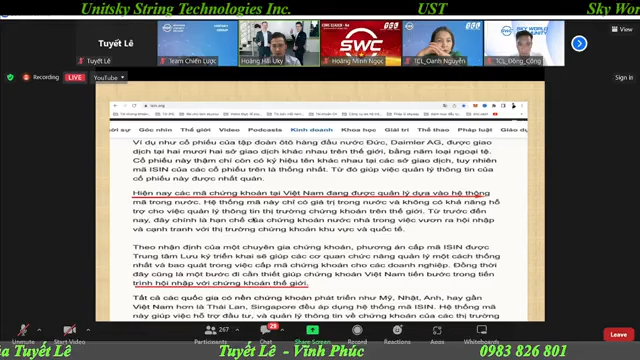 Unitsky String Technologies Inc.
UST
Sky Wor
Tuyết Lê
SWC
SKY WORLD
Tuyết Lê
Team Chiến Lược
Hoàng Hải Uky
Hoàng Minh Ngọc
TCL_Oanh Nguyễn
TCL_Đông_Công
View
Recording
LIVE
YouTube
Sign in
isin.org
hời sự Góc nhìn Thế giới Video Podcasts Kinh doanh Khoa học Giải trí Thể thao Pháp luật Giáo dục
Ví dụ như cổ phiếu của tập đoàn ôtô hàng đầu nước Đức, Daimler AG, được giao
dịch tại hai mươi hai sở giao dịch khác nhau trên thế giới, bằng năm loại ngoại tệ.
Cổ phiếu này thậm chí còn có ký hiệu tên khác nhau tại các sở giao dịch, tuy nhiên
mã ISIN của các cổ phiếu trên là thống nhất. Từ đó giúp việc quản lý thông tin của
cổ phiếu này được nhất quán.
Hiện nay các mã chứng khoán tại Việt Nam đang được quản lý dựa vào hệ thống
mã trong nước. Hệ thống mã này chỉ có giá trị trong nước và không có khả năng hỗ
trợ cho việc quản lý thông tin thị trường chứng khoán trên thế giới. Từ trước đến
nay, đây chính là hạn chế của chứng khoán nước nhà trong việc vươn ra hội nhập
và cạnh tranh với thị trường chứng khoán khu vực và quốc tế.
Theo nhận định của một chuyên gia chứng khoán, phương án cấp mã ISIN được
Trung tâm Lưu ký triển khai sẽ giúp các cơ quan chức năng quản lý một cách thống
nhất và bao quát trong việc cấp mã chứng khoán cho các doanh nghiệp. Đồng thời
đây cũng là một bước đi cần thiết giúp chứng khoán Việt Nam tiến bước trong tiến
trình hội nhập với chứng khoán thế giới.
Tất cả các quốc gia có nền chứng khoán phát triển như Mỹ, Nhật, Anh, hay gần
Việt Nam hơn là Thái Lan, Singapore đều áp dụng hệ thống mã ISIN. Hệ thống mã
này giúp việc hỗ trợ đầu tư, và quản lý thông tin về chứng khoán của các thị trường
Unmute
Start Video
Participants
267
Chat
29
Share Screen
Record
Reactions
Apps
Whiteboards
ủa Tuyết Lê
Tuyết Lê - Vĩnh Phúc
0983 826 801